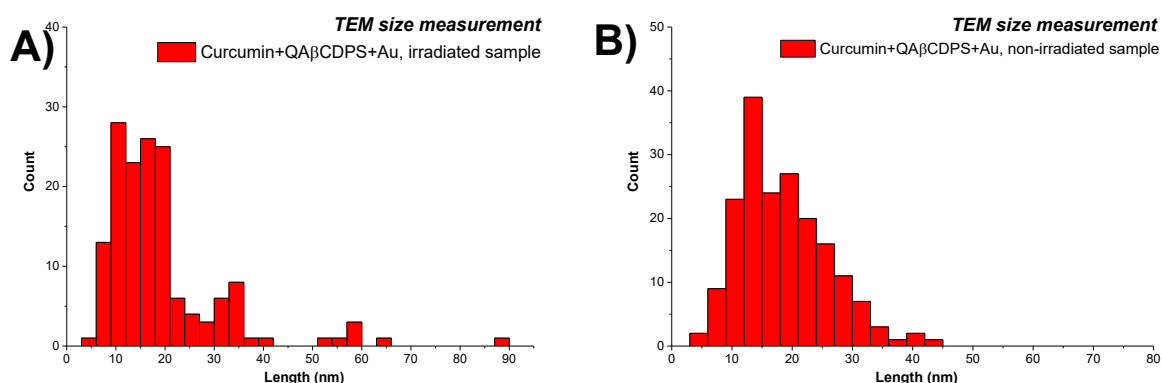 A)
TEM size measurement
Curcumin+QAβCDPS+Au, irradiated sample
40
30
20
10
0
Count
0 10 20 30 40 50 60 70 80 90
Length (nm)
B)
TEM size measurement
Curcumin+QAβCDPS+Au, non-irradiated sample
50
40
30
20
10
0
Count
0 10 20 30 40 50 60 70 80
Length (nm)